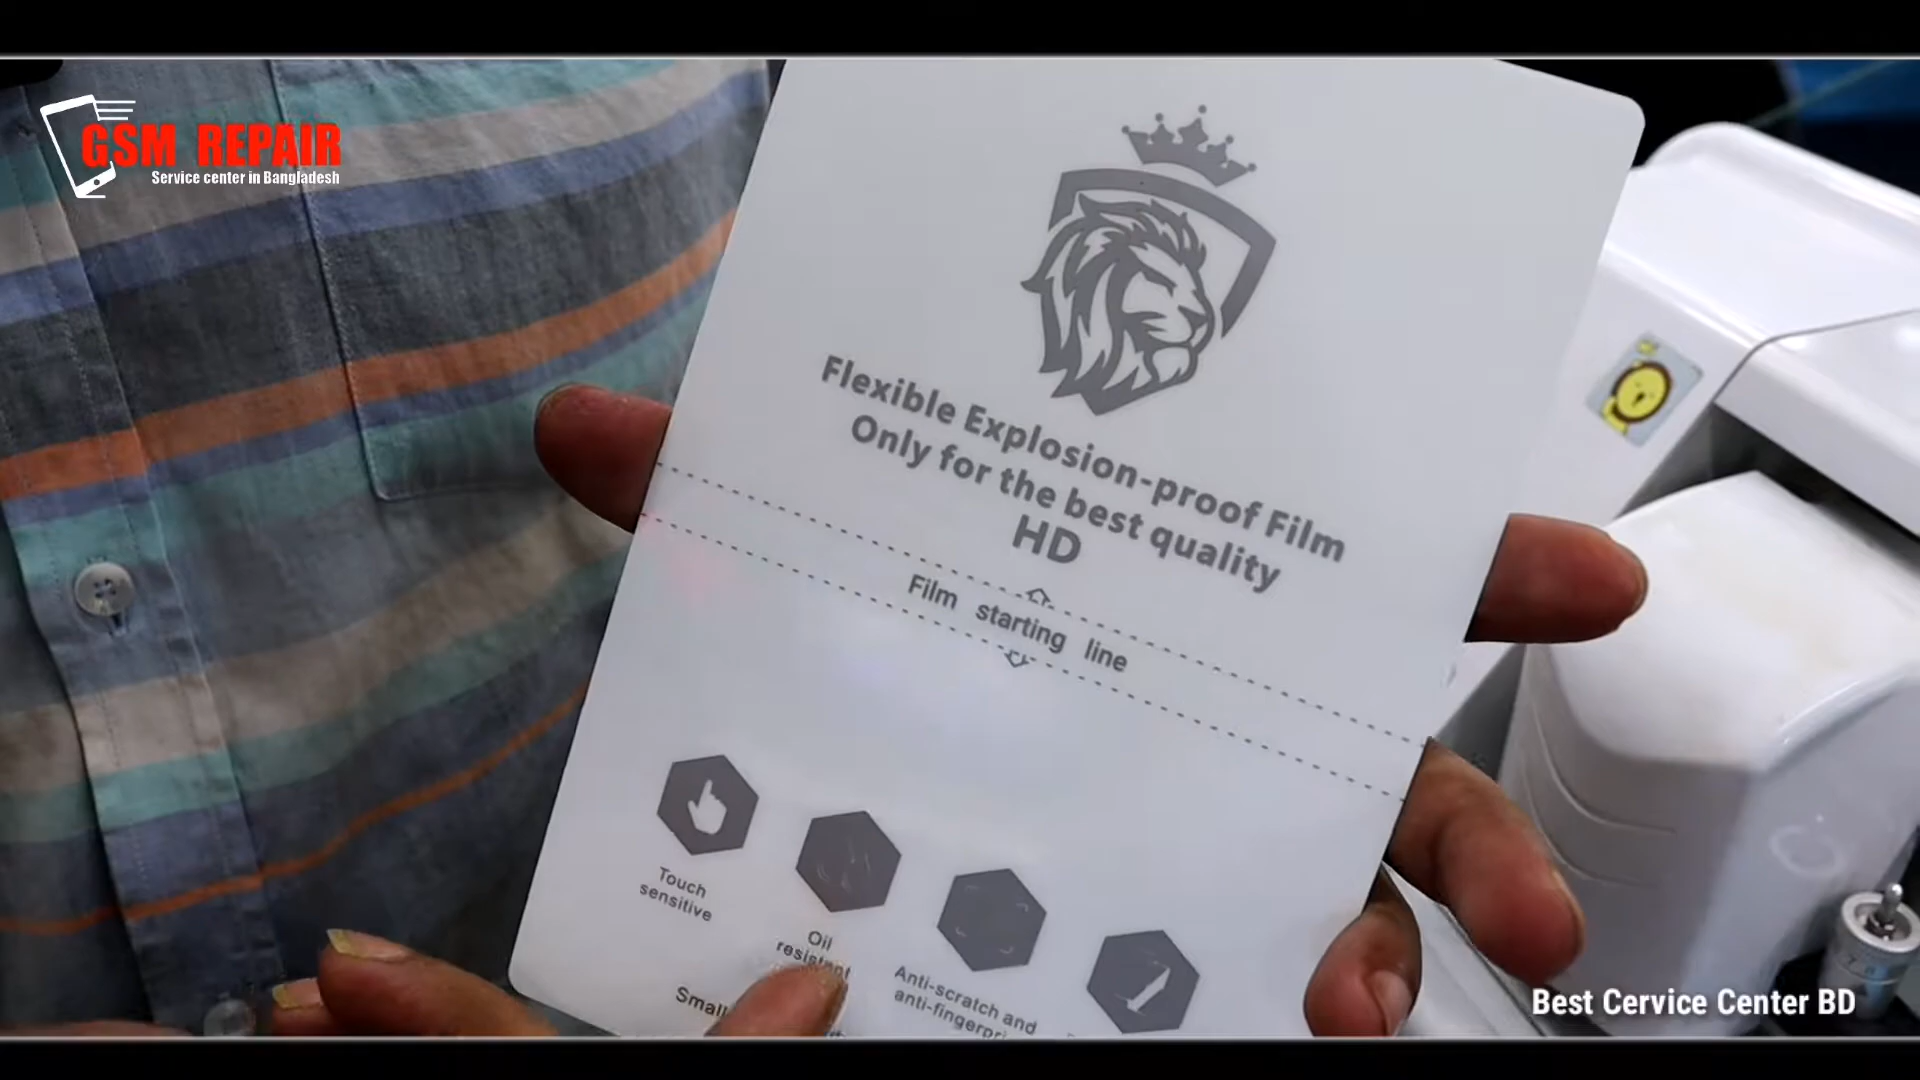 GSM REPAIR
Service center in Bangladesh
Flexible Explosion-proof Film
Only for the best quality
HD
Film starting line
Touch
sensitive
Oil
resistant
Anti-scratch and
Small
Best Cervice Center BD